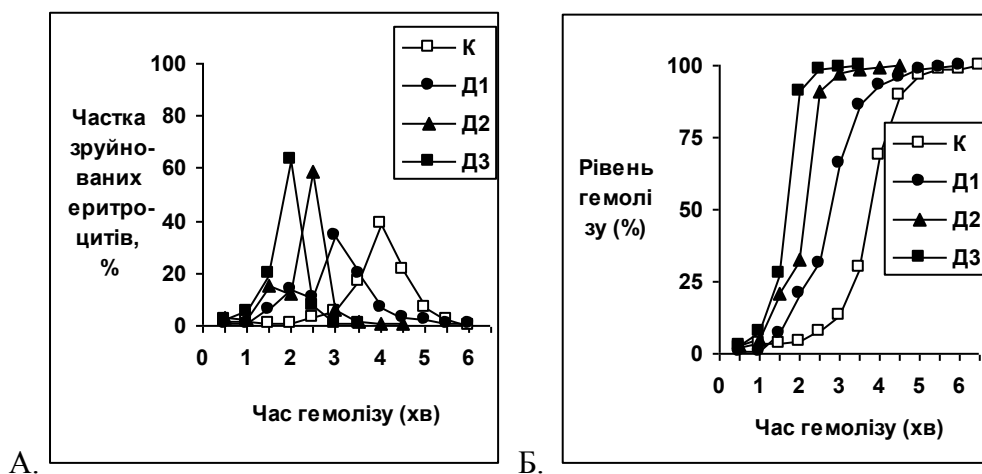 100
80
60
40
20
0
Частка
зруйно-
ваних
еритро-
цитів,
%
К
Д1
Д2
Д3
0 1 2 3 4 5 6
Час гемолізу (хв)
А.
100
75
50
25
0
Рівень
гемолі
зу (%)
К
Д1
Д2
Д3
0 1 2 3 4 5 6
Час гемолізу (хв)
Б.